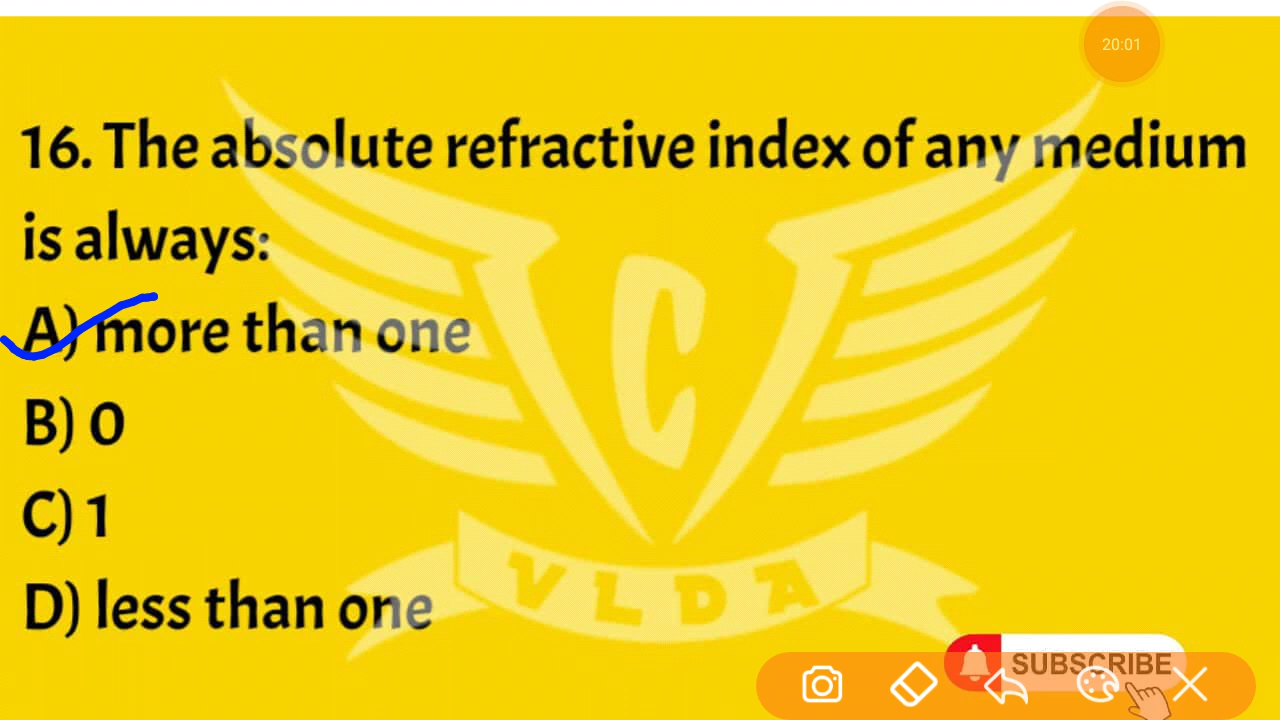 20:01
16. The absolute refractive index of any medium
is always:
A) more than one
B) 0
C) 1
D) less than one
VC
VLDA
SUBSCRIBE